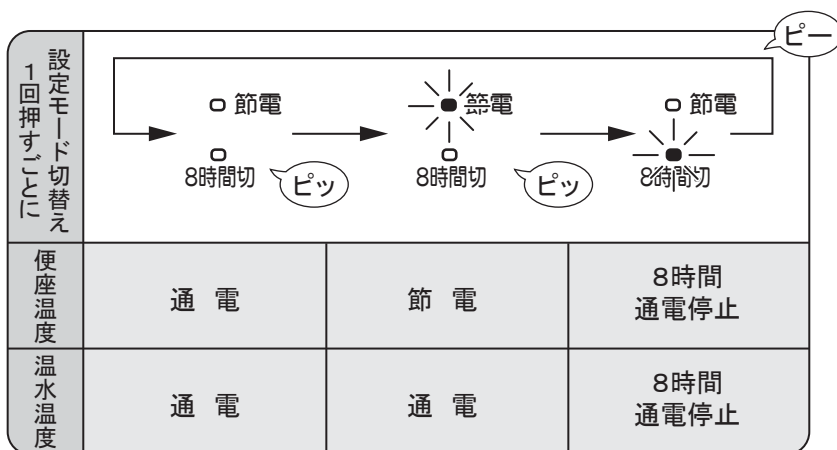 ピー
設定モード切替え
1回押すごとに
節電
8時間切
ピッ
節電
8時間切
ピッ
節電
8時間切
便座温度
通電
節電
8時間
通電停止
温水温度
通電
通電
8時間
通電停止